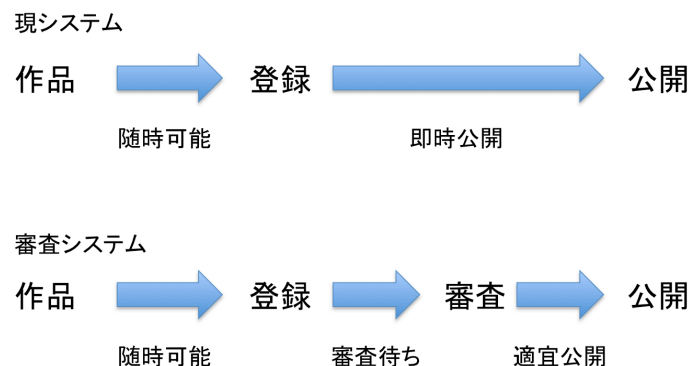 現システム
作品 登録 公開
随時可能 即時公開
審査システム
作品 登録 審査 公開
随時可能 審査待ち 適宜公開